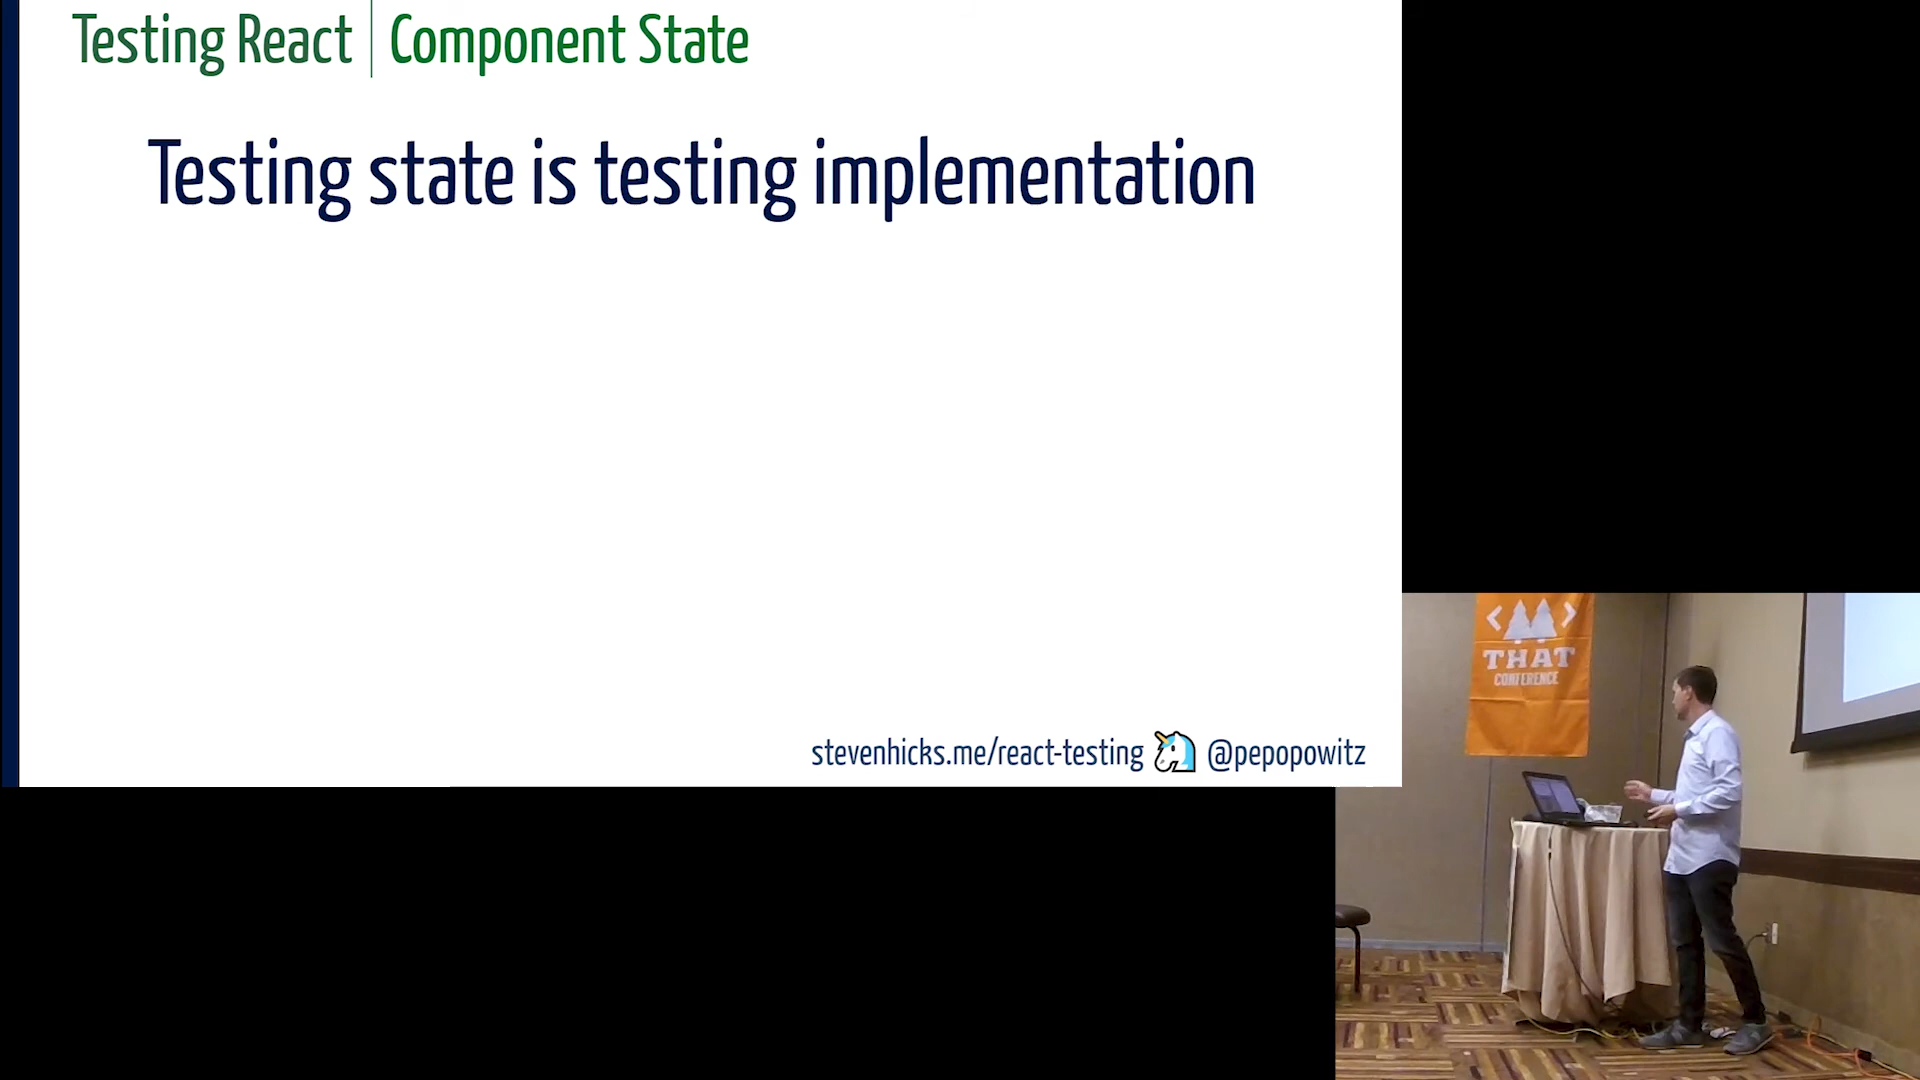 Testing React | Component State
Testing state is testing implementation
stevenhicks.me/react-testing 🦄 @pepopowitz
< >
THAT
CONFERENCE